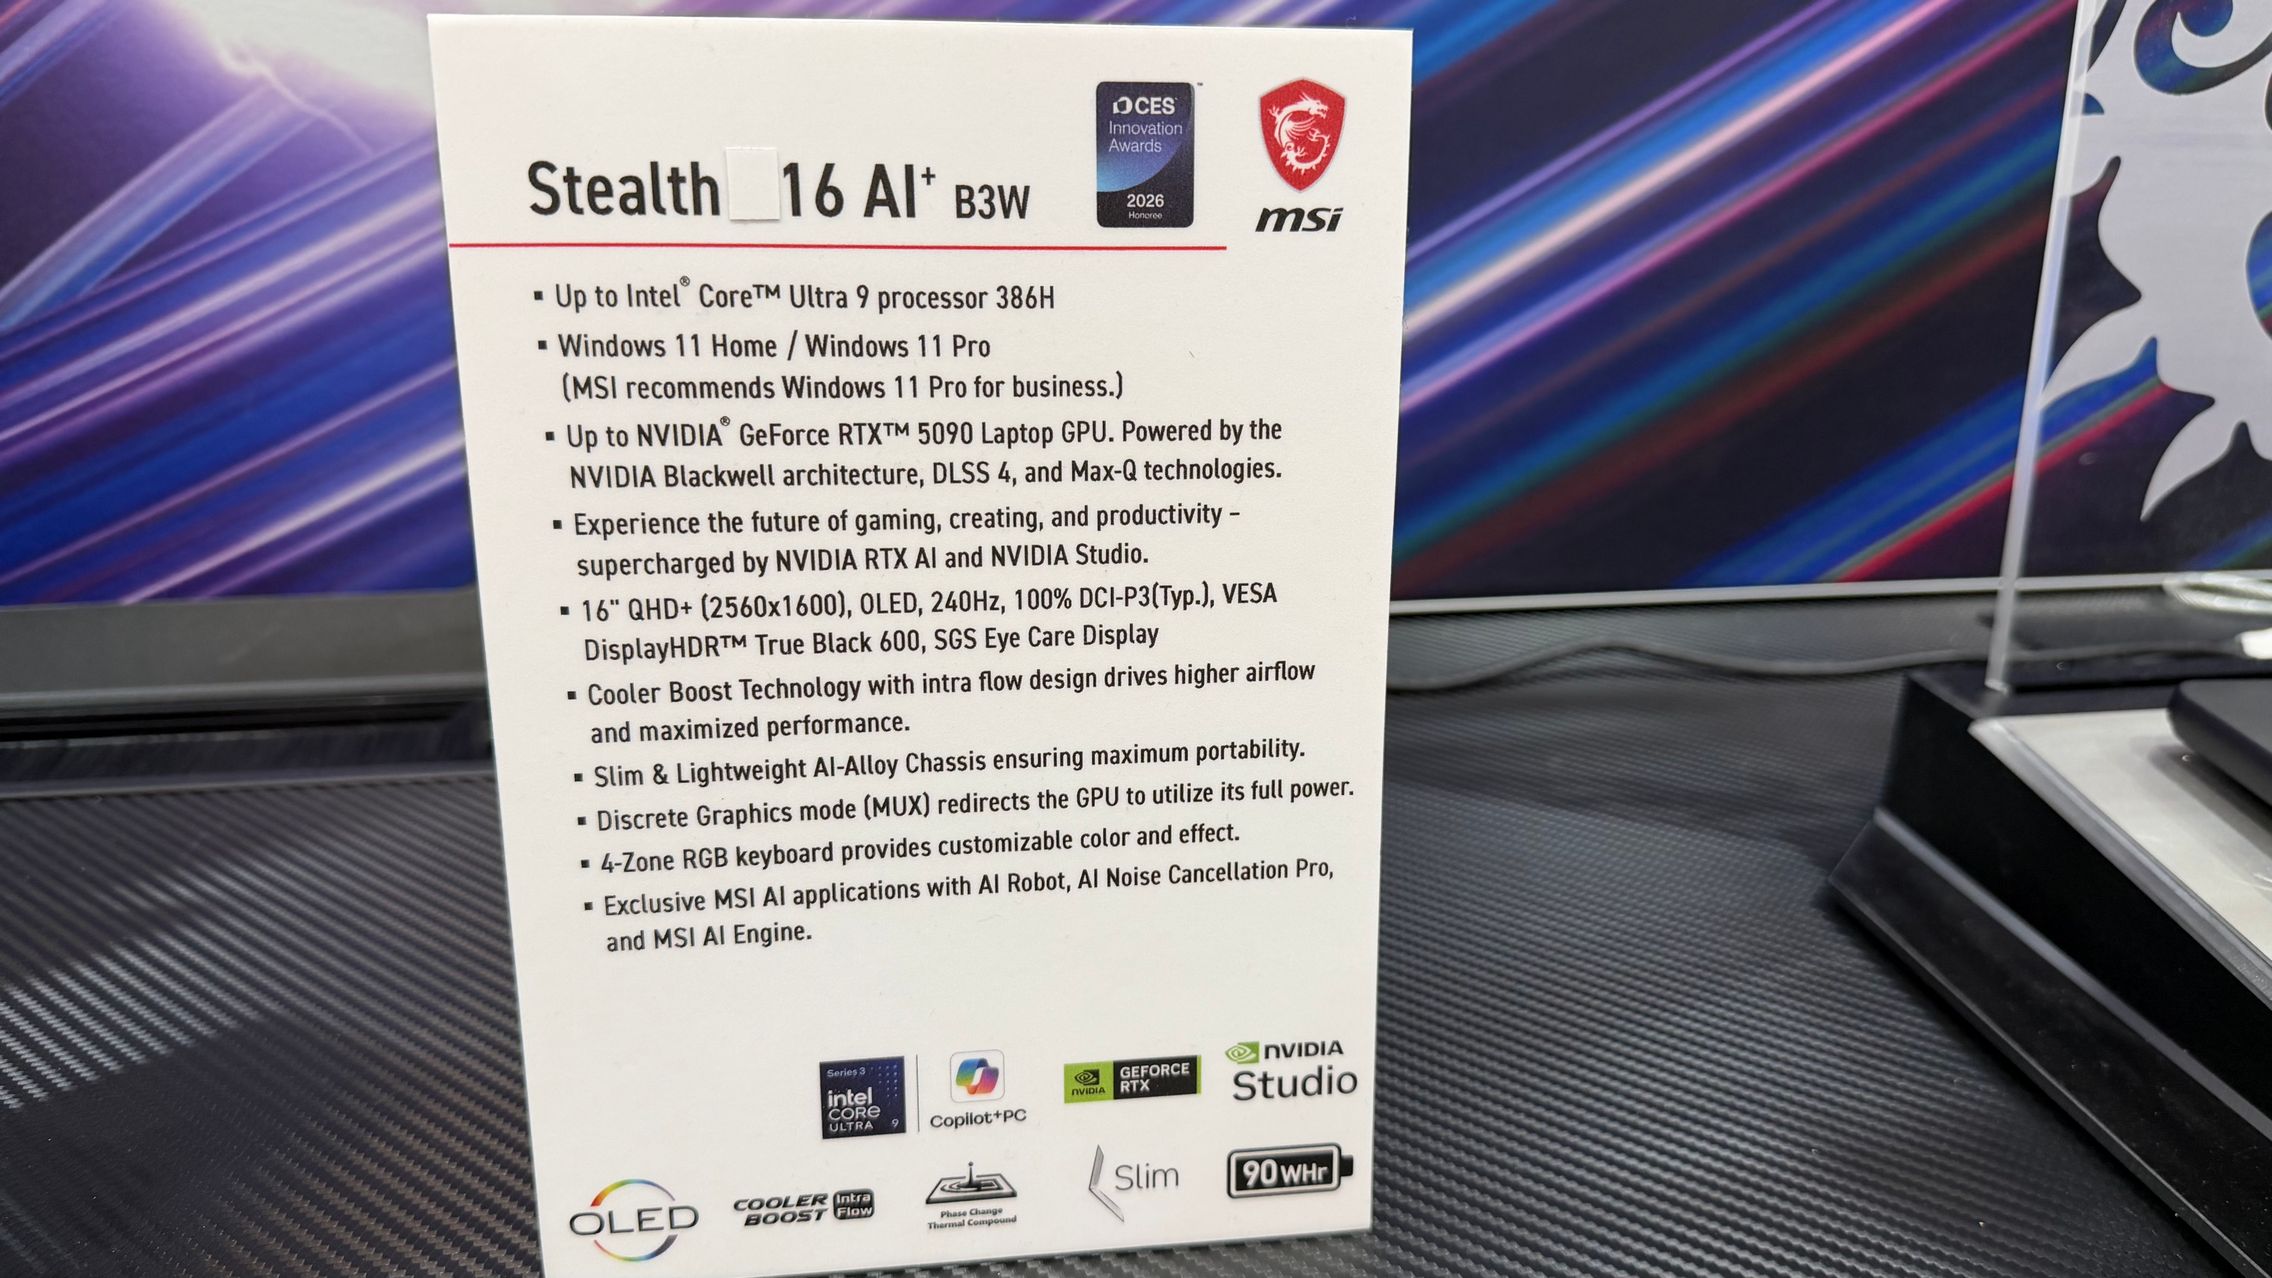 CES
Innovation
Awards
2026
Honoree
msi
Stealth 16 AI+ B3W
▪ Up to Intel® Core™ Ultra 9 processor 386H
▪ Windows 11 Home / Windows 11 Pro
(MSI recommends Windows 11 Pro for business.)
▪ Up to NVIDIA® GeForce RTX™ 5090 Laptop GPU. Powered by the
NVIDIA Blackwell architecture, DLSS 4, and Max-Q technologies.
▪ Experience the future of gaming, creating, and productivity –
supercharged by NVIDIA RTX AI and NVIDIA Studio.
▪ 16" QHD+ (2560x1600), OLED, 240Hz, 100% DCI-P3(Typ.), VESA
DisplayHDR™ True Black 600, SGS Eye Care Display
▪ Cooler Boost Technology with intra flow design drives higher airflow
and maximized performance.
▪ Slim & Lightweight Al-Alloy Chassis ensuring maximum portability.
▪ Discrete Graphics mode (MUX) redirects the GPU to utilize its full power.
▪ 4-Zone RGB keyboard provides customizable color and effect.
▪ Exclusive MSI AI applications with AI Robot, AI Noise Cancellation Pro,
and MSI AI Engine.
Series 3
intel
CORE
ULTRA 9
Copilot+PC
NVIDIA
GEFORCE
RTX
NVIDIA
Studio
OLED
COOLER
BOOST
Intra
Flow
Phase Change
Thermal Compound
Slim
90WHr